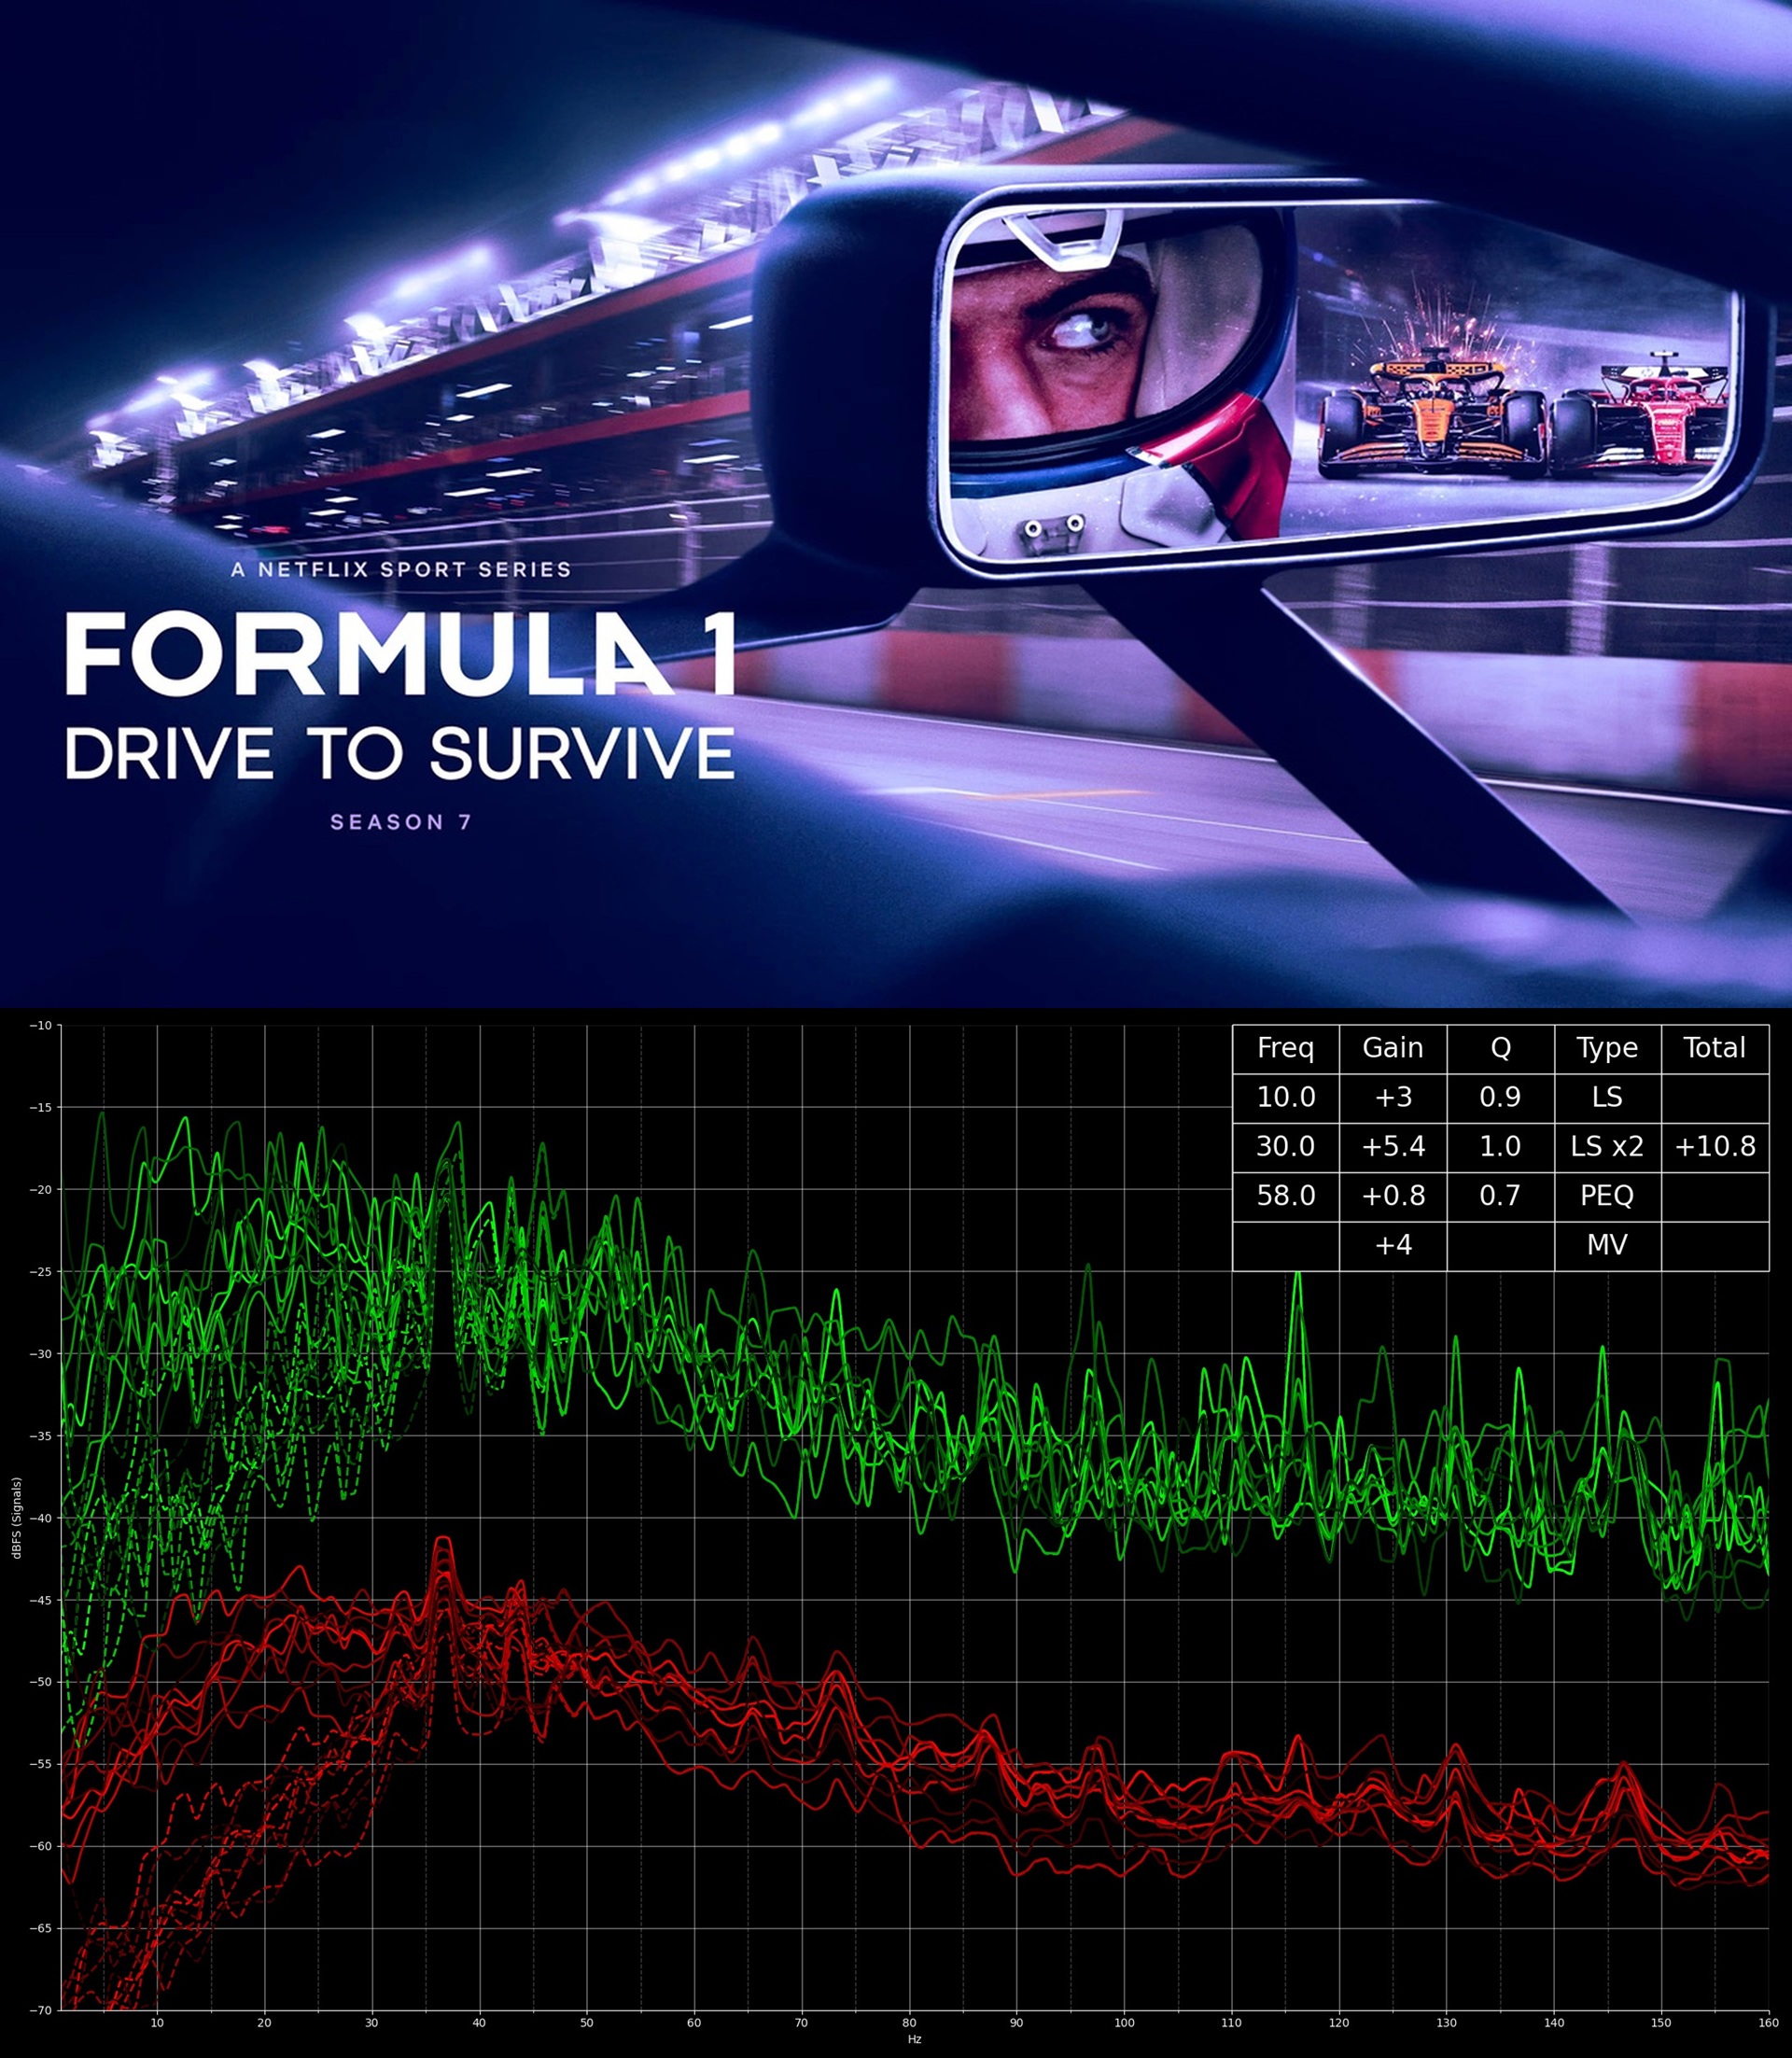 A NETFLIX SPORT SERIES
FORMULA 1
DRIVE TO SURVIVE
SEASON 7
Freq Gain Q Type Total
10.0 +3 0.9 LS
30.0 +5.4 1.0 LS x2 +10.8
58.0 +0.8 0.7 PEQ
+4 MV
−10
−15
−20
−25
−30
−35
−40
−45
−50
−55
−60
−65
−70
dBFS (Signals)
10 20 30 40 50 60 70 80 90 100 110 120 130 140 150 160
Hz